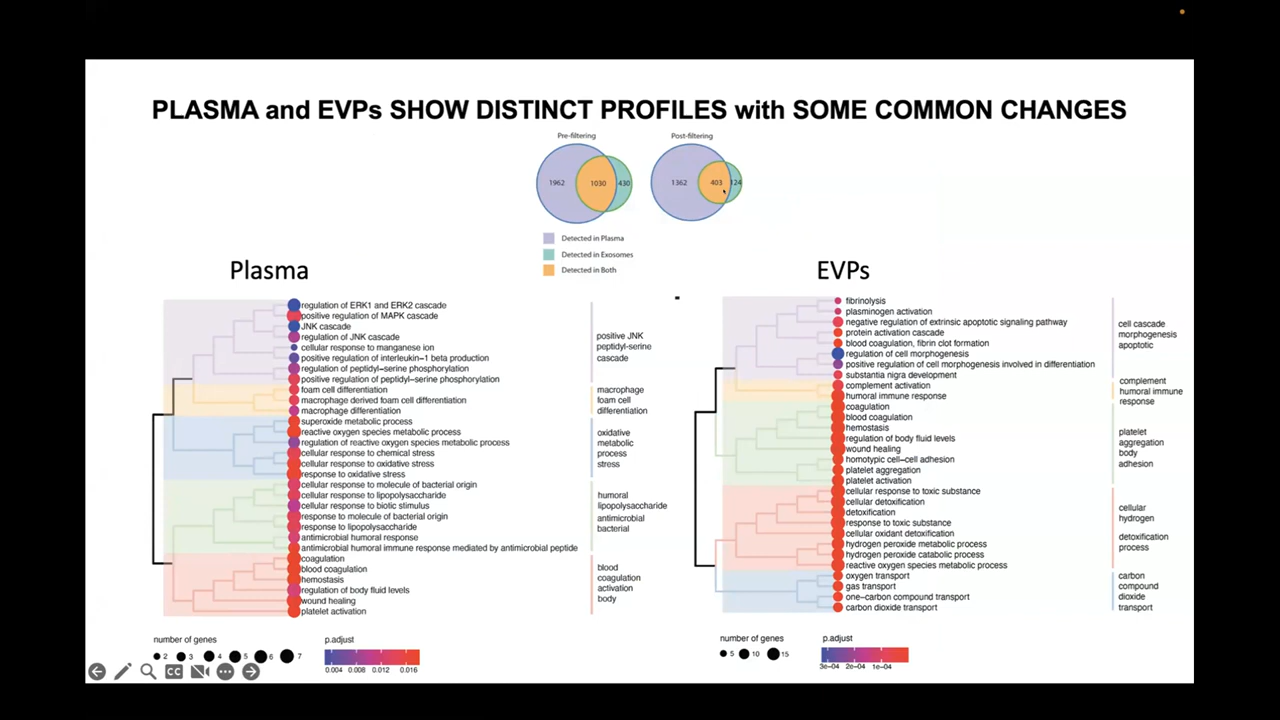 PLASMA and EVPs SHOW DISTINCT PROFILES with SOME COMMON CHANGES
Pre-filtering
Post-filtering
1962
1030
430
1362
403
124
Detected in Plasma
Detected in Exosomes
Detected in Both
Plasma
regulation of ERK1 and ERK2 cascade
positive regulation of MAPK cascade
JNK cascade
regulation of JNK cascade
cellular response to manganese ion
positive regulation of interleukin−1 beta production
regulation of peptidyl−serine phosphorylation
positive regulation of peptidyl−serine phosphorylation
foam cell differentiation
macrophage derived foam cell differentiation
macrophage differentiation
superoxide metabolic process
reactive oxygen species metabolic process
regulation of reactive oxygen species metabolic process
cellular response to chemical stress
cellular response to oxidative stress
response to oxidative stress
cellular response to molecule of bacterial origin
cellular response to lipopolysaccharide
cellular response to biotic stimulus
response to molecule of bacterial origin
response to lipopolysaccharide
antimicrobial humoral response
antimicrobial humoral immune response mediated by antimicrobial peptide
coagulation
blood coagulation
hemostasis
regulation of body fluid levels
wound healing
platelet activation
positive JNK
peptidyl-serine
cascade
macrophage
foam cell
differentiation
oxidative
metabolic
process
stress
humoral
lipopolysaccharide
antimicrobial
bacterial
blood
coagulation
activation
body
number of genes
2 3 4 5 6 7
p.adjust
0.004 0.008 0.012 0.016
EVPs
fibrinolysis
plasminogen activation
negative regulation of extrinsic apoptotic signaling pathway
protein activation cascade
blood coagulation, fibrin clot formation
regulation of cell morphogenesis
positive regulation of cell morphogenesis involved in differentiation
substantia nigra development
complement activation
humoral immune response
coagulation
blood coagulation
hemostasis
regulation of body fluid levels
wound healing
homotypic cell−cell adhesion
platelet aggregation
platelet activation
cellular response to toxic substance
cellular detoxification
detoxification
response to toxic substance
cellular oxidant detoxification
hydrogen peroxide metabolic process
hydrogen peroxide catabolic process
reactive oxygen species metabolic process
oxygen transport
gas transport
one−carbon compound transport
carbon dioxide transport
cell cascade
morphogenesis
apoptotic
complement
humoral immune
response
platelet
aggregation
body
adhesion
cellular
hydrogen
detoxification
process
carbon
compound
dioxide
transport
number of genes
5 10 15
p.adjust
3e−04 2e−04 1e−04
CC